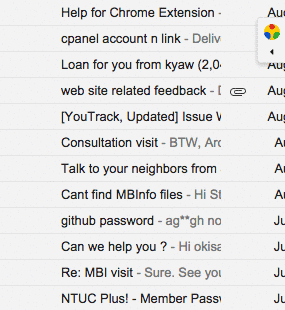 Help for Chrome Extension - Au
cpanel account n link - Deliv
Loan for you from kyaw (2,0 Aug
web site related feedback - Aug
[YouTrack, Updated] Issue Aug
Consultation visit - BTW, Arc Au
Talk to your neighbors from Au
Cant find MBInfo files - Hi St Au
github password - ag**gh no Ju
Can we help you ? - Hi okisa Ju
Re: MBI visit - Sure. See you Ju
NTUC Plus! - Member Passw Ju